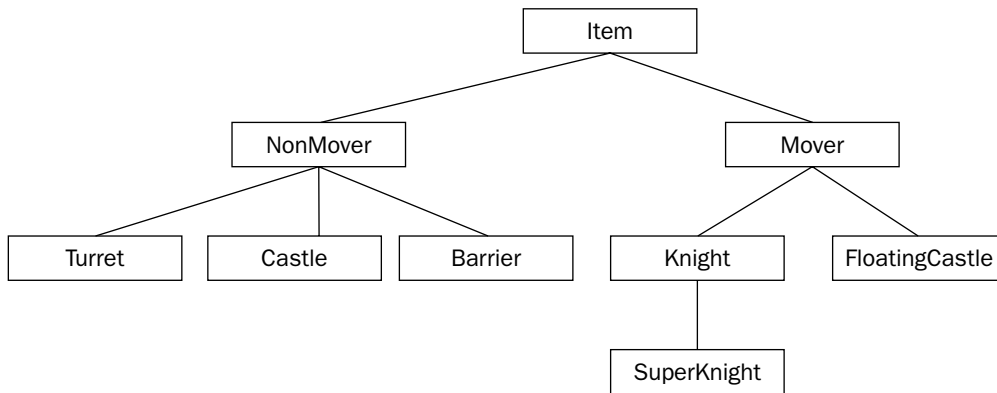 Item
NonMover
Mover
Turret
Castle
Barrier
Knight
FloatingCastle
SuperKnight